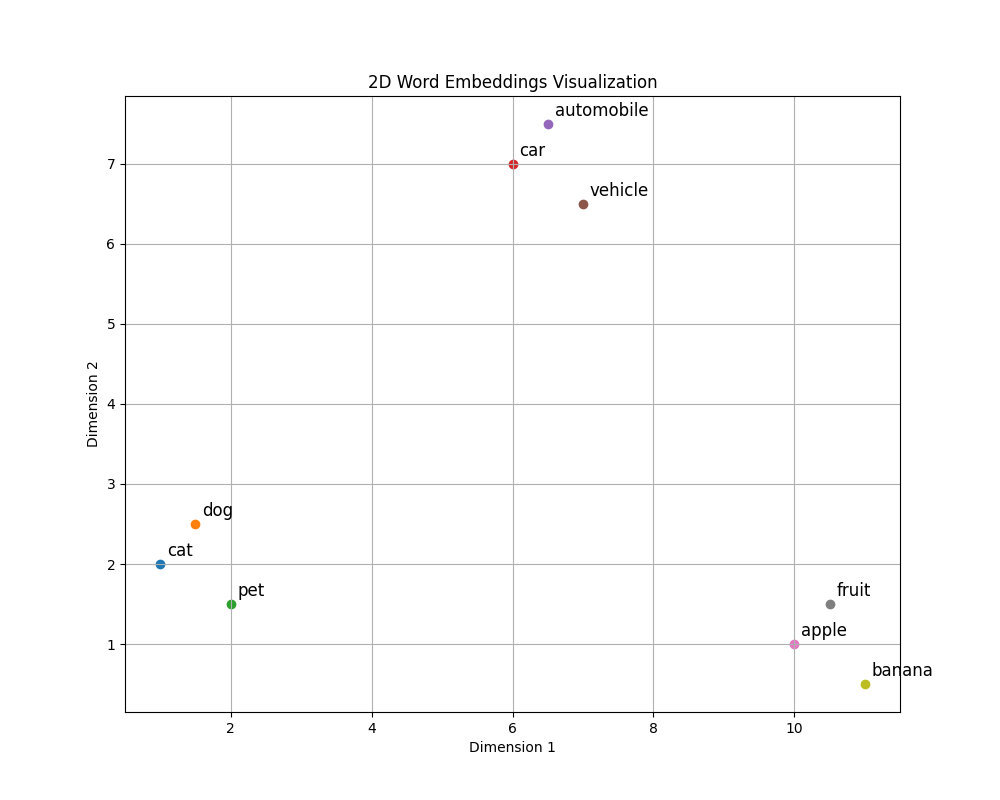 2D Word Embeddings Visualization
automobile
car
7
vehicle
6
5
Dimension 2
4
3
dog
cat
2
pet
fruit
apple
1
banana
2 4 6 8 10
Dimension 1